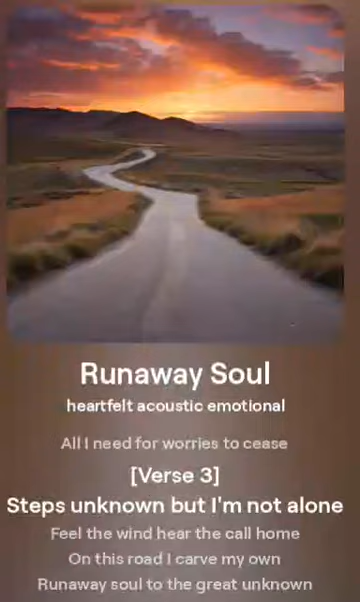 Runaway Soul
heartfelt acoustic emotional
All I need for worries to cease
[Verse 3]
Steps unknown but I'm not alone
Feel the wind hear the call home
On this road I carve my own
Runaway soul to the great unknown